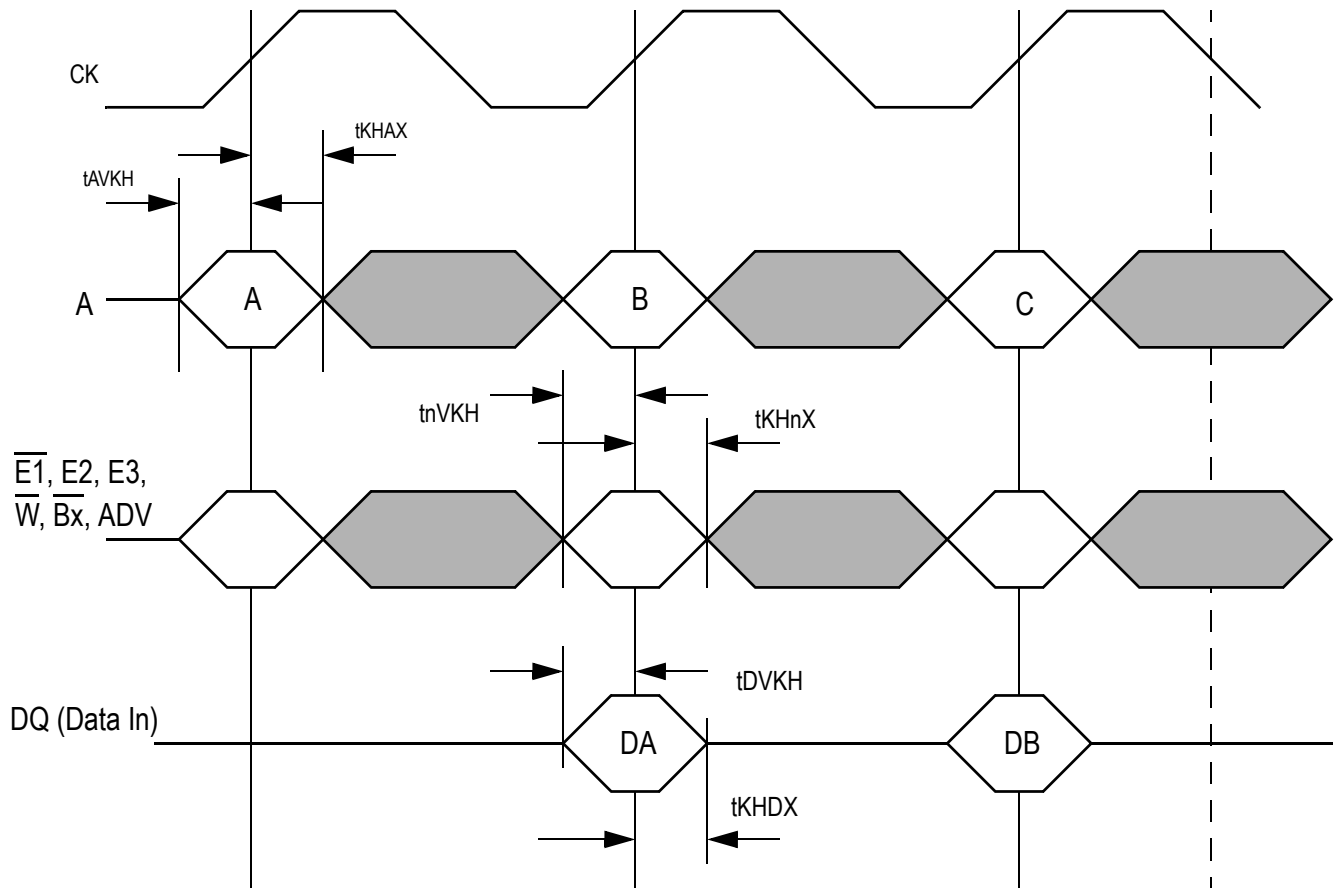 CK
tKHAX
tAVKH
A
A
B
C
tnVKH
tKHnX
E1, E2, E3,
W, Bx, ADV
tDVKH
DQ (Data In)
DA
DB
tKHDX